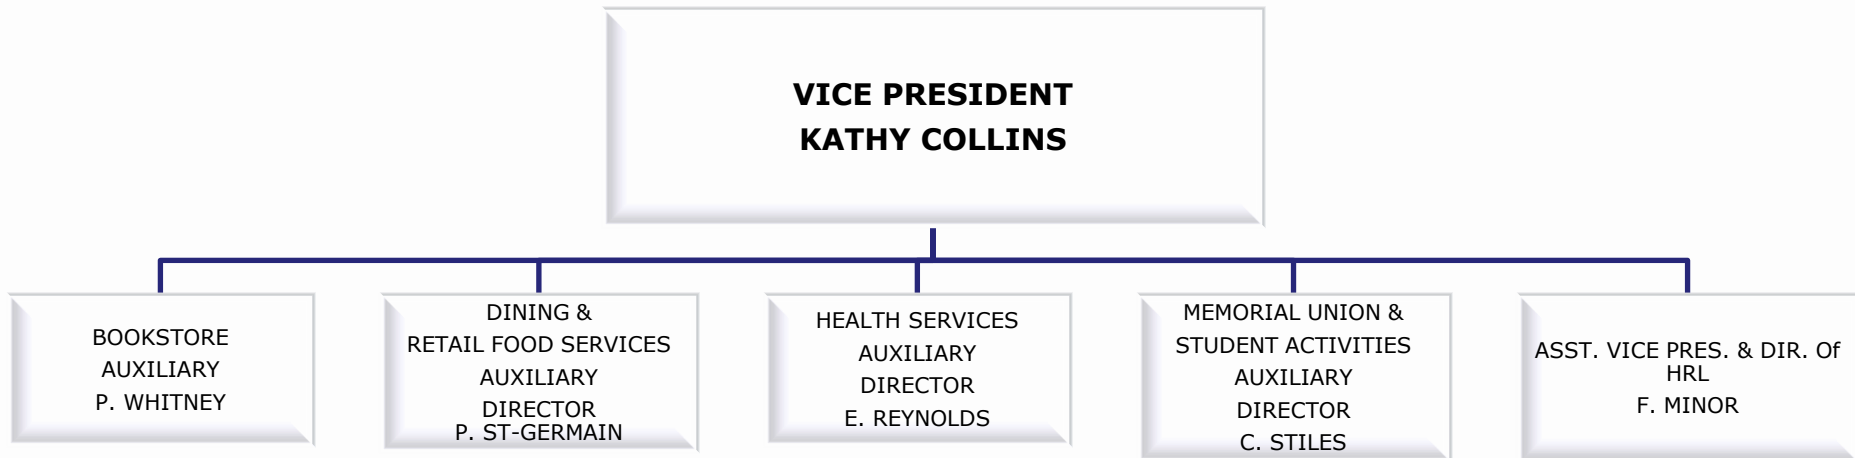 VICE PRESIDENT
KATHY COLLINS
BOOKSTORE
AUXILIARY
P. WHITNEY
DINING &
RETAIL FOOD SERVICES
AUXILIARY
DIRECTOR
P. ST-GERMAIN
HEALTH SERVICES
AUXILIARY
DIRECTOR
E. REYNOLDS
MEMORIAL UNION &
STUDENT ACTIVITIES
AUXILIARY
DIRECTOR
C. STILES
ASST. VICE PRES. & DIR. Of
HRL
F. MINOR